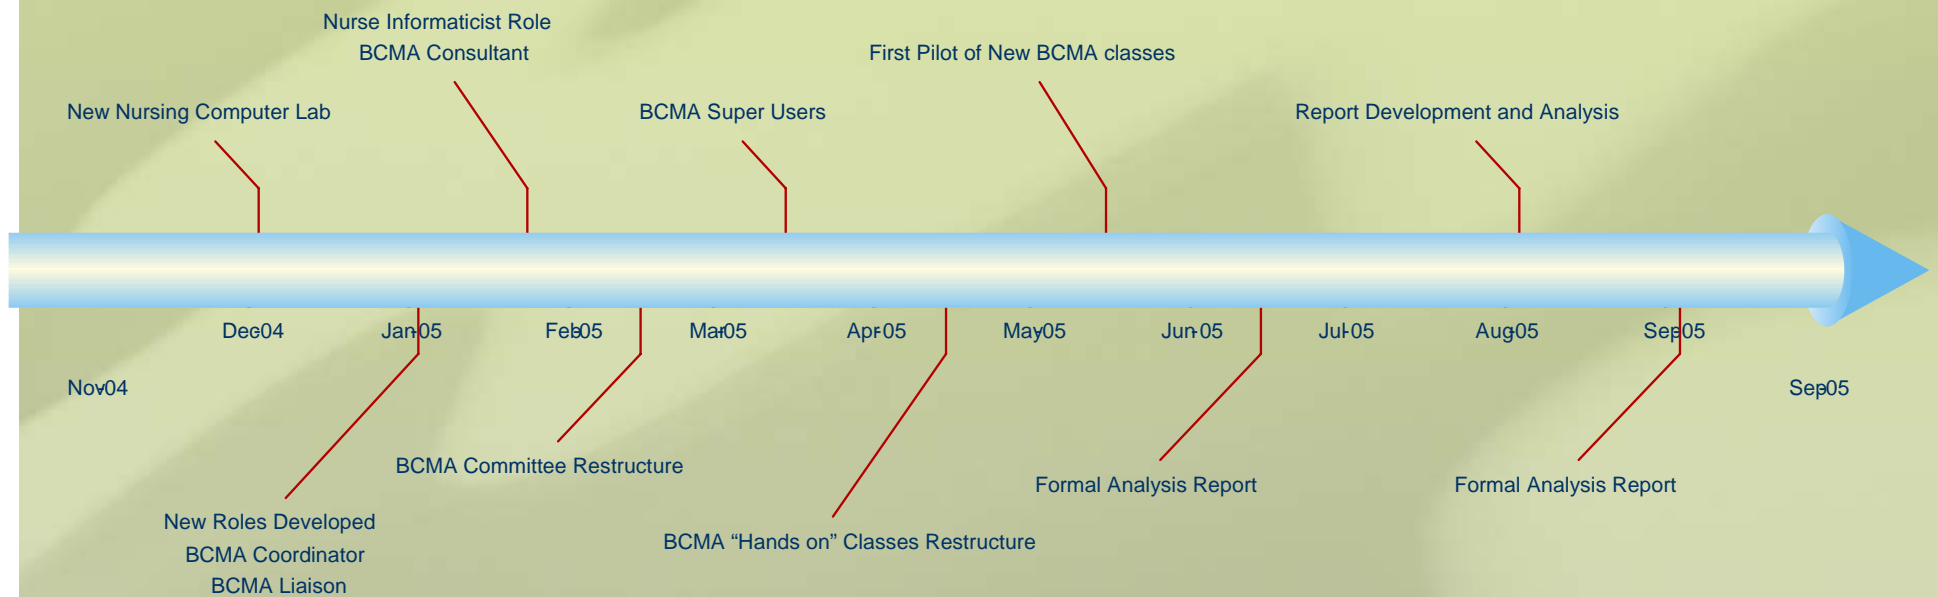 Nurse Informaticist Role
BCMA Consultant
First Pilot of New BCMA classes
New Nursing Computer Lab
BCMA Super Users
Report Development and Analysis
Dec-04
Jan-05
Feb-05
Mar-05
Apr-05
May-05
Jun-05
Jul-05
Aug-05
Sep-05
Nov-04
Sep-05
BCMA Committee Restructure
Formal Analysis Report
Formal Analysis Report
New Roles Developed
BCMA Coordinator
BCMA Liaison
BCMA “Hands on” Classes Restructure